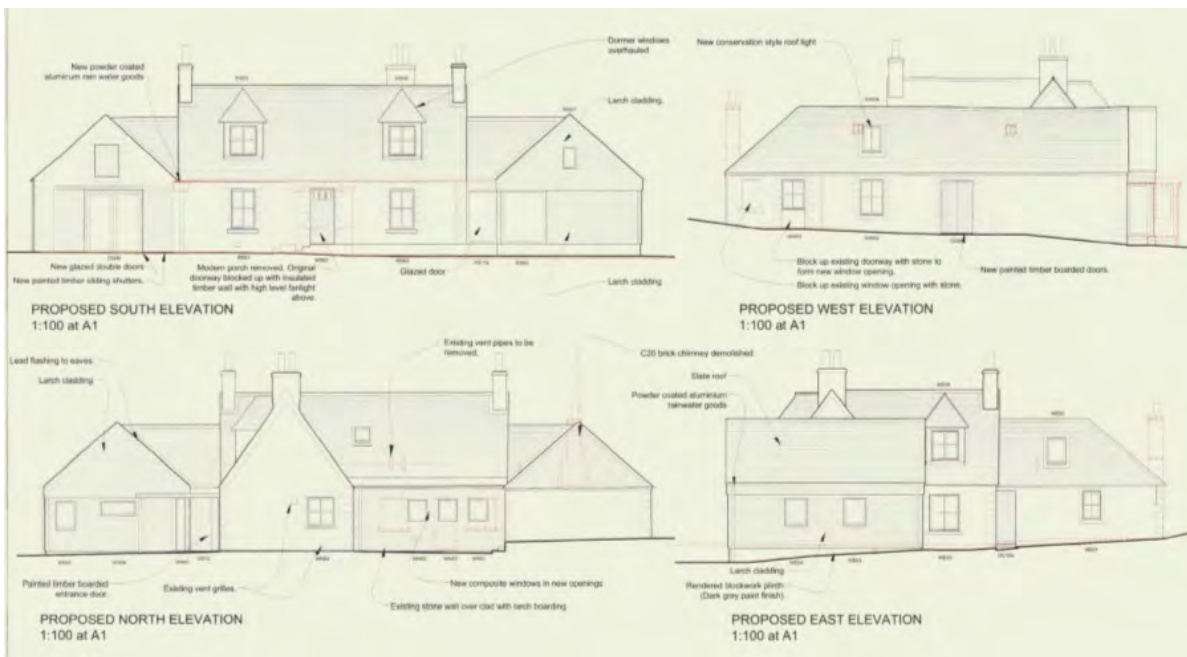 New powder coated
aluminum rain water goods
Dormer windows
overhauled
Larch cladding.
New glazed double doors
New painted timber sliding shutters.
Modern porch removed. Original
doorway blocked up with insulated
timber wall with high level fanlight
above.
Glazed door
Larch cladding
PROPOSED SOUTH ELEVATION
1:100 at A1
New conservation style roof light
Block up existing doorway with stone to
form new window opening.
Block up existing window opening with stone.
New painted timber boarded doors.
PROPOSED WEST ELEVATION
1:100 at A1
Lead flashing to eaves.
Larch cladding
Existing vent pipes to be
removed.
C20 brick chimney demolished.
Painted timber boarded
entrance door.
Existing vent grilles.
New composite windows in new openings
Existing stone wall over clad with larch boarding
PROPOSED NORTH ELEVATION
1:100 at A1
Slate roof
Powder coated aluminium
rainwater goods
Larch cladding
Rendered blockwork plinth
(Dark grey paint finish)
PROPOSED EAST ELEVATION
1:100 at A1